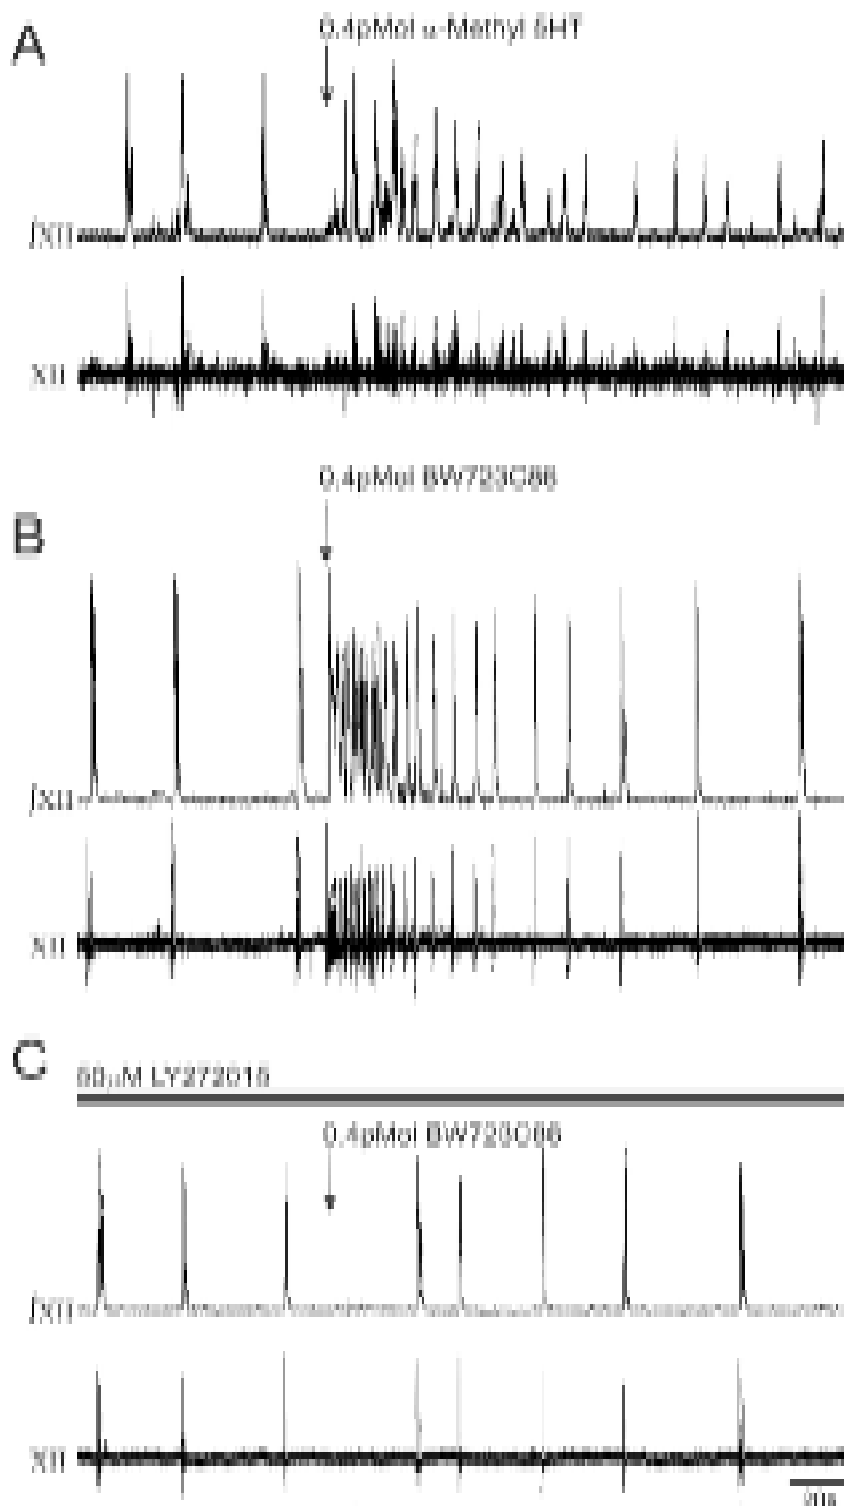 A
0.4pMol α-Methyl 5HT
∫XII
XII
0.4pMol BW723C86
B
∫XII
XII
C
50μM LY272015
0.4pMol BW723C86
∫XII
XII